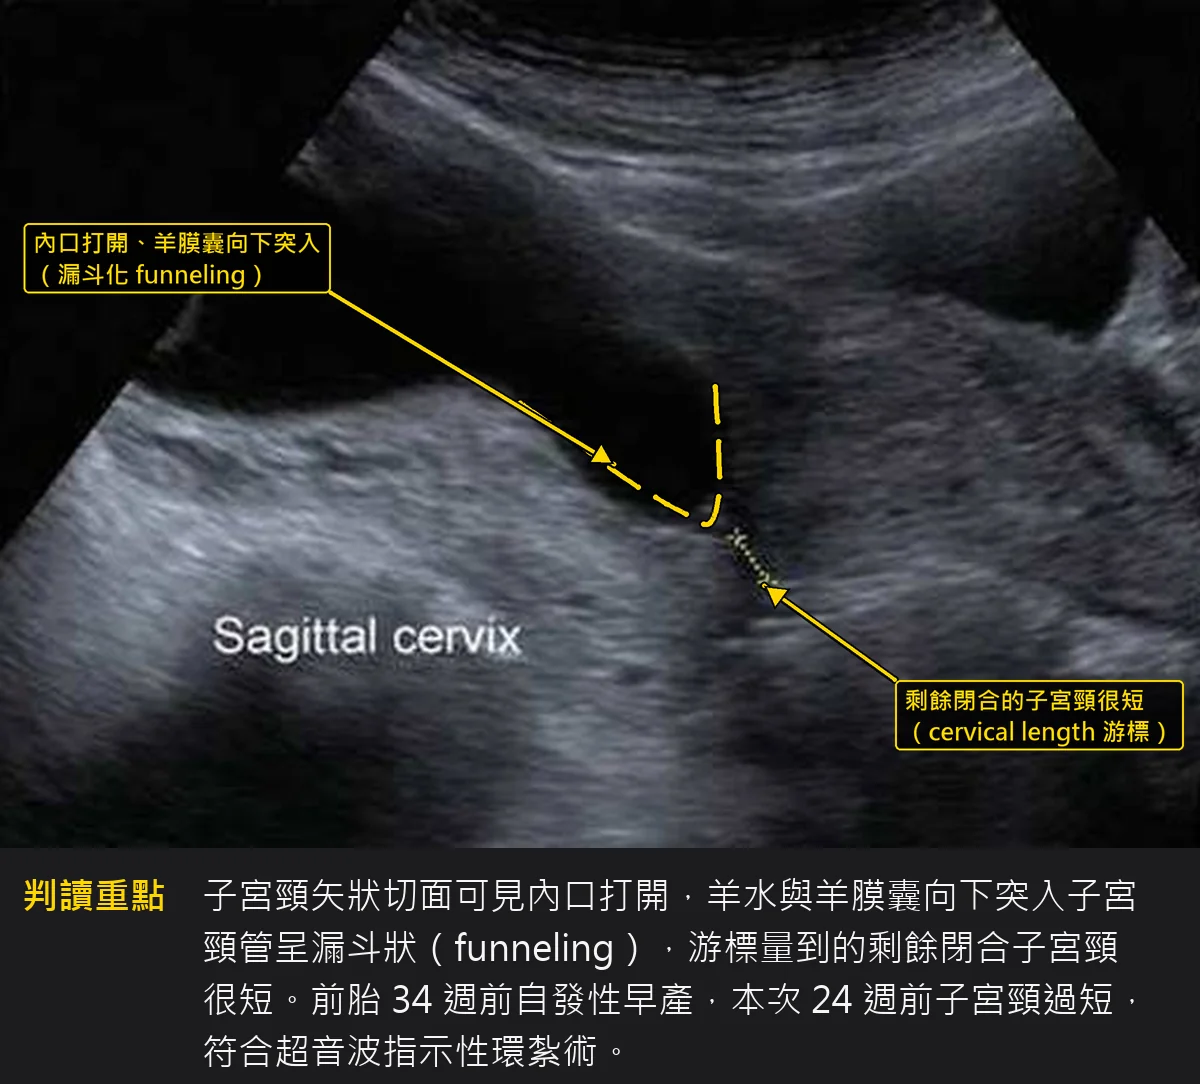 內口打開、羊膜囊向下突入
（漏斗化 funneling）
Sagittal cervix
剩餘閉合的子宮頸很短
（cervical length 游標）
判讀重點
子宮頸矢狀切面可見內口打開，羊水與羊膜囊向下突入子宮
頸管呈漏斗狀（funneling），游標量到的剩餘閉合子宮頸
很短。前胎 34 週前自發性早產，本次 24 週前子宮頸過短，
符合超音波指示性環紮術。